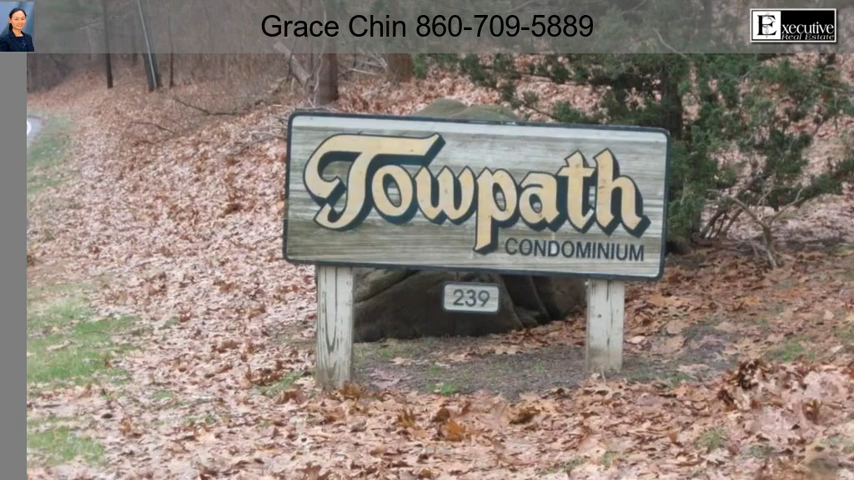 Grace Chin 860-709-5889
Executive
Real Estate
Towpath
CONDOMINIUM
239